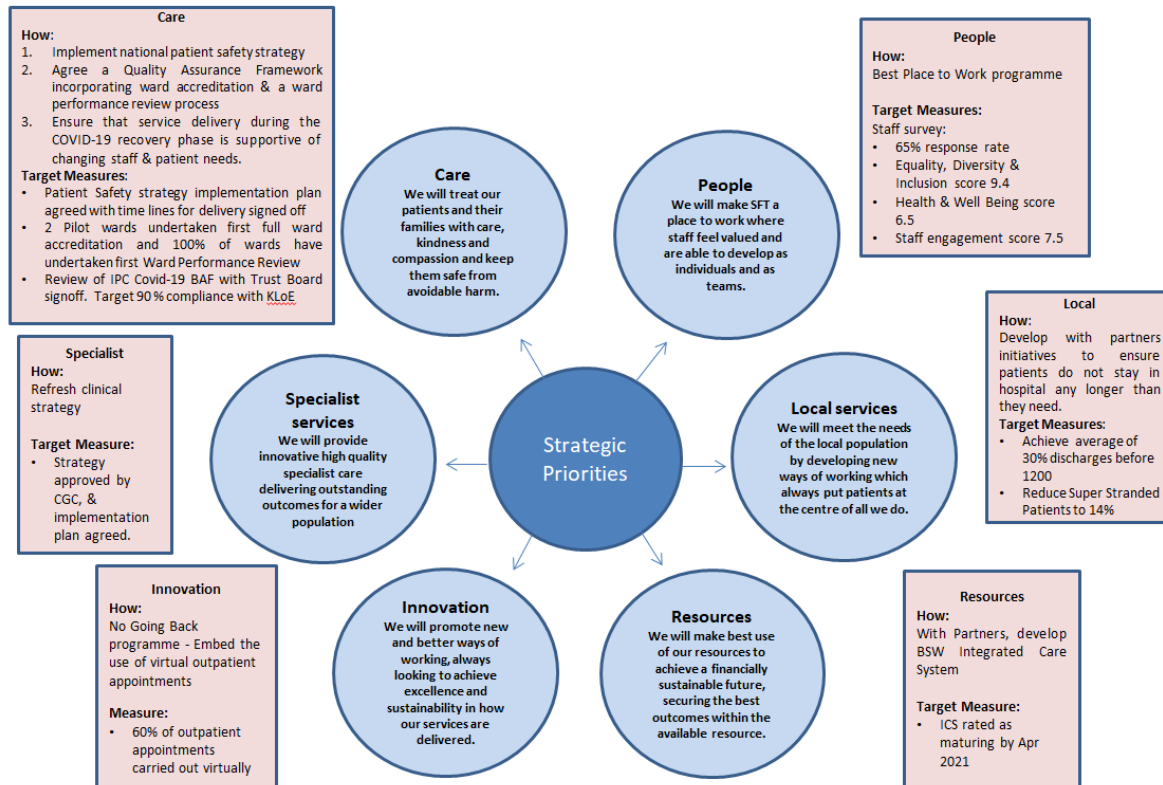 Care
How:
1. Implement national patient safety strategy
2. Agree a Quality Assurance Framework
incorporating ward accreditation & a ward
performance review process
3. Ensure that service delivery during the
COVID-19 recovery phase is supportive of
changing staff & patient needs.
Target Measures:
• Patient Safety strategy implementation plan
agreed with time lines for delivery signed off
• 2 Pilot wards undertaken first full ward
accreditation and 100% of wards have
undertaken first Ward Performance Review
• Review of IPC Covid-19 BAF with Trust Board
signoff. Target 90 % compliance with KLoE
People
How:
Best Place to Work programme
Target Measures:
Staff survey:
• 65% response rate
• Equality, Diversity &
Inclusion score 9.4
• Health & Well Being score
6.5
• Staff engagement score 7.5
Care
We will treat our
patients and their
families with care,
kindness and
compassion and keep
them safe from
avoidable harm.
People
We will make SFT a
place to work where
staff feel valued and
are able to develop as
individuals and as
teams.
Specialist
How:
Refresh clinical
strategy
Target Measure:
• Strategy
approved by
CGC, &
implementation
plan agreed.
Specialist
services
We will provide
innovative high quality
specialist care
delivering outstanding
outcomes for a wider
population
Strategic
Priorities
Local services
We will meet the needs
of the local population
by developing new
ways of working which
always put patients at
the centre of all we do.
Local
How:
Develop with partners
initiatives to ensure
patients do not stay in
hospital any longer than
they need.
Target Measures:
• Achieve average of
30% discharges before
1200
• Reduce Super Stranded
Patients to 14%
Innovation
How:
No Going Back
programme - Embed the
use of virtual outpatient
appointments
Measure:
• 60% of outpatient
appointments
carried out virtually
Innovation
We will promote new
and better ways of
working, always
looking to achieve
excellence and
sustainability in how
our services are
delivered.
Resources
We will make best use
of our resources to
achieve a financially
sustainable future,
securing the best
outcomes within the
available resource.
Resources
How:
With Partners, develop
BSW Integrated Care
System
Target Measure:
• ICS rated as
maturing by Apr
2021